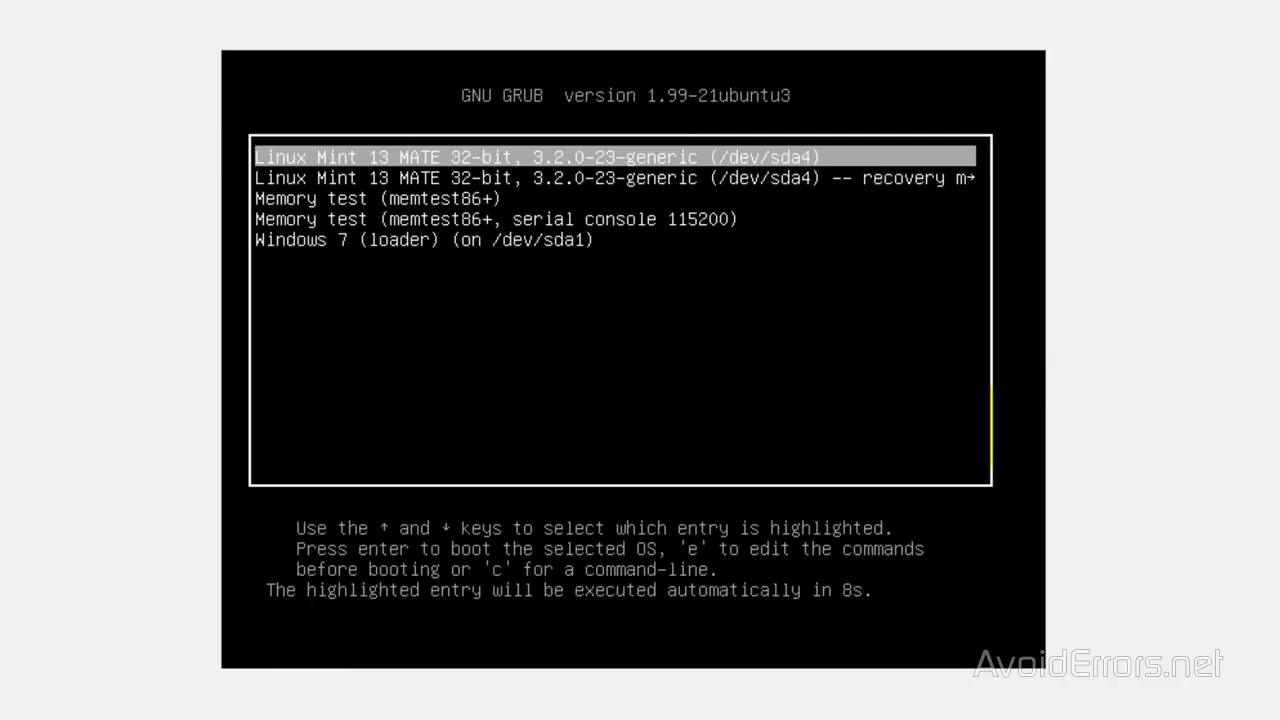 GNU GRUB version 1.99-21ubuntu3
Linux Mint 13 MATE 32-bit, 3.2.0-23-generic (/dev/sda4)
Linux Mint 13 MATE 32-bit, 3.2.0-23-generic (/dev/sda4) -- recovery m→
Memory test (memtest86+)
Memory test (memtest86+, serial console 115200)
Windows 7 (loader) (on /dev/sda1)
Use the ↑ and ↓ keys to select which entry is highlighted.
Press enter to boot the selected OS, 'e' to edit the commands
before booting or 'c' for a command-line.
The highlighted entry will be executed automatically in 8s.
AvoidErrors.net